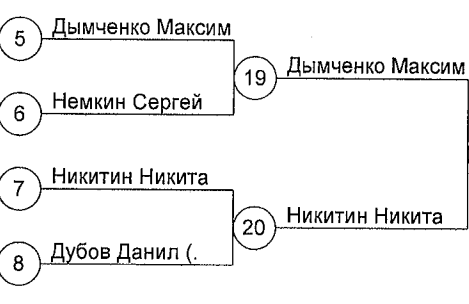 5 Дымченко Максим
19 Дымченко Максим
6 Немкин Сергей
7 Никитин Никита
20 Никитин Никита
8 Дубов Данил (.